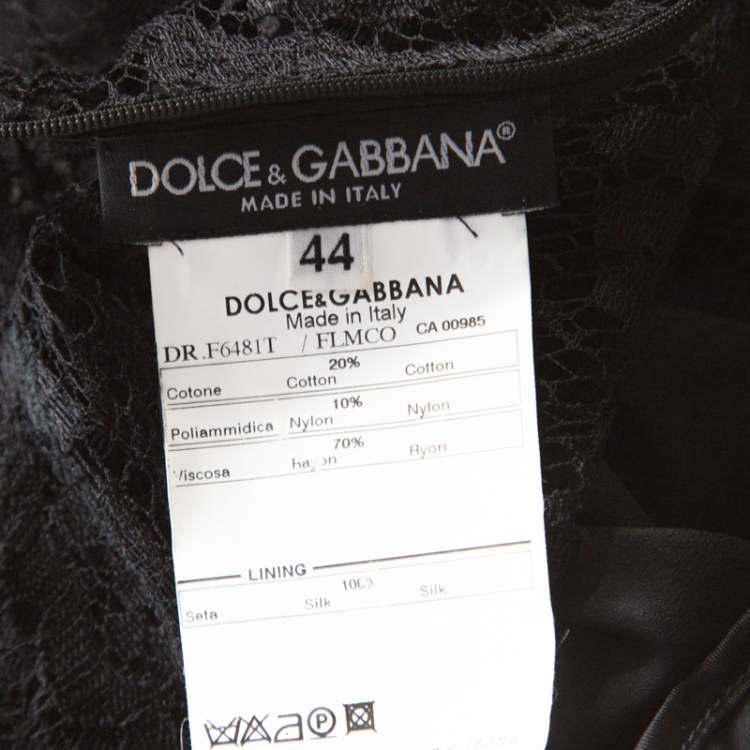 DOLCE & GABBANA®
MADE IN ITALY
44
DOLCE&GABBANA
Made in Italy
DR.F6481T / FLMCO CA 00985
20%
Cotone Cotton Cotton
10%
Poliammidica Nylon Nylon
70%
Viscosa Rayon Ryon
LINING
Seta Silk Silk
P